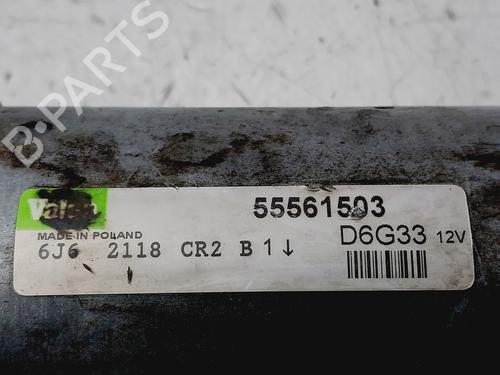 B-PARTS
Valeo 55561503
MADE IN POLAND D6G33 12V
6J6 2118 CR2 B 1 ↓